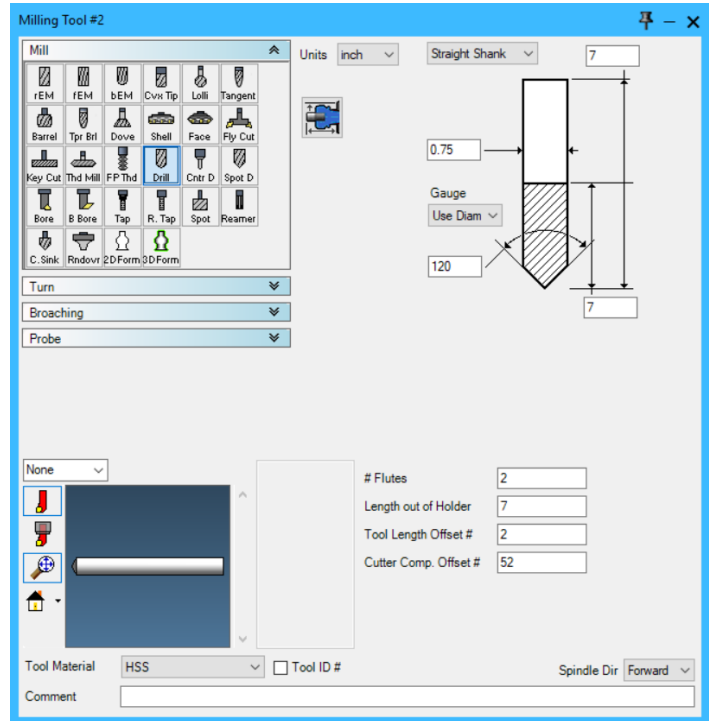 Milling Tool #2
Mill
rEM fEM bEM Cvx Tip Lolli Tangent
Barrel Tpr Brl Dove Shell Face Fly Cut
Key Cut Thd Mill FP Thd Drill Cntr D Spot D
Bore B Bore Tap R. Tap Spot Reamer
C. Sink Rndovr 2D Form 3D Form
Turn
Broaching
Probe
Units inch
Straight Shank
7
0.75
Gauge
Use Diam
120
7
None
# Flutes 2
Length out of Holder 7
Tool Length Offset # 2
Cutter Comp. Offset # 52
Tool Material HSS Tool ID # Spindle Dir Forward
Comment